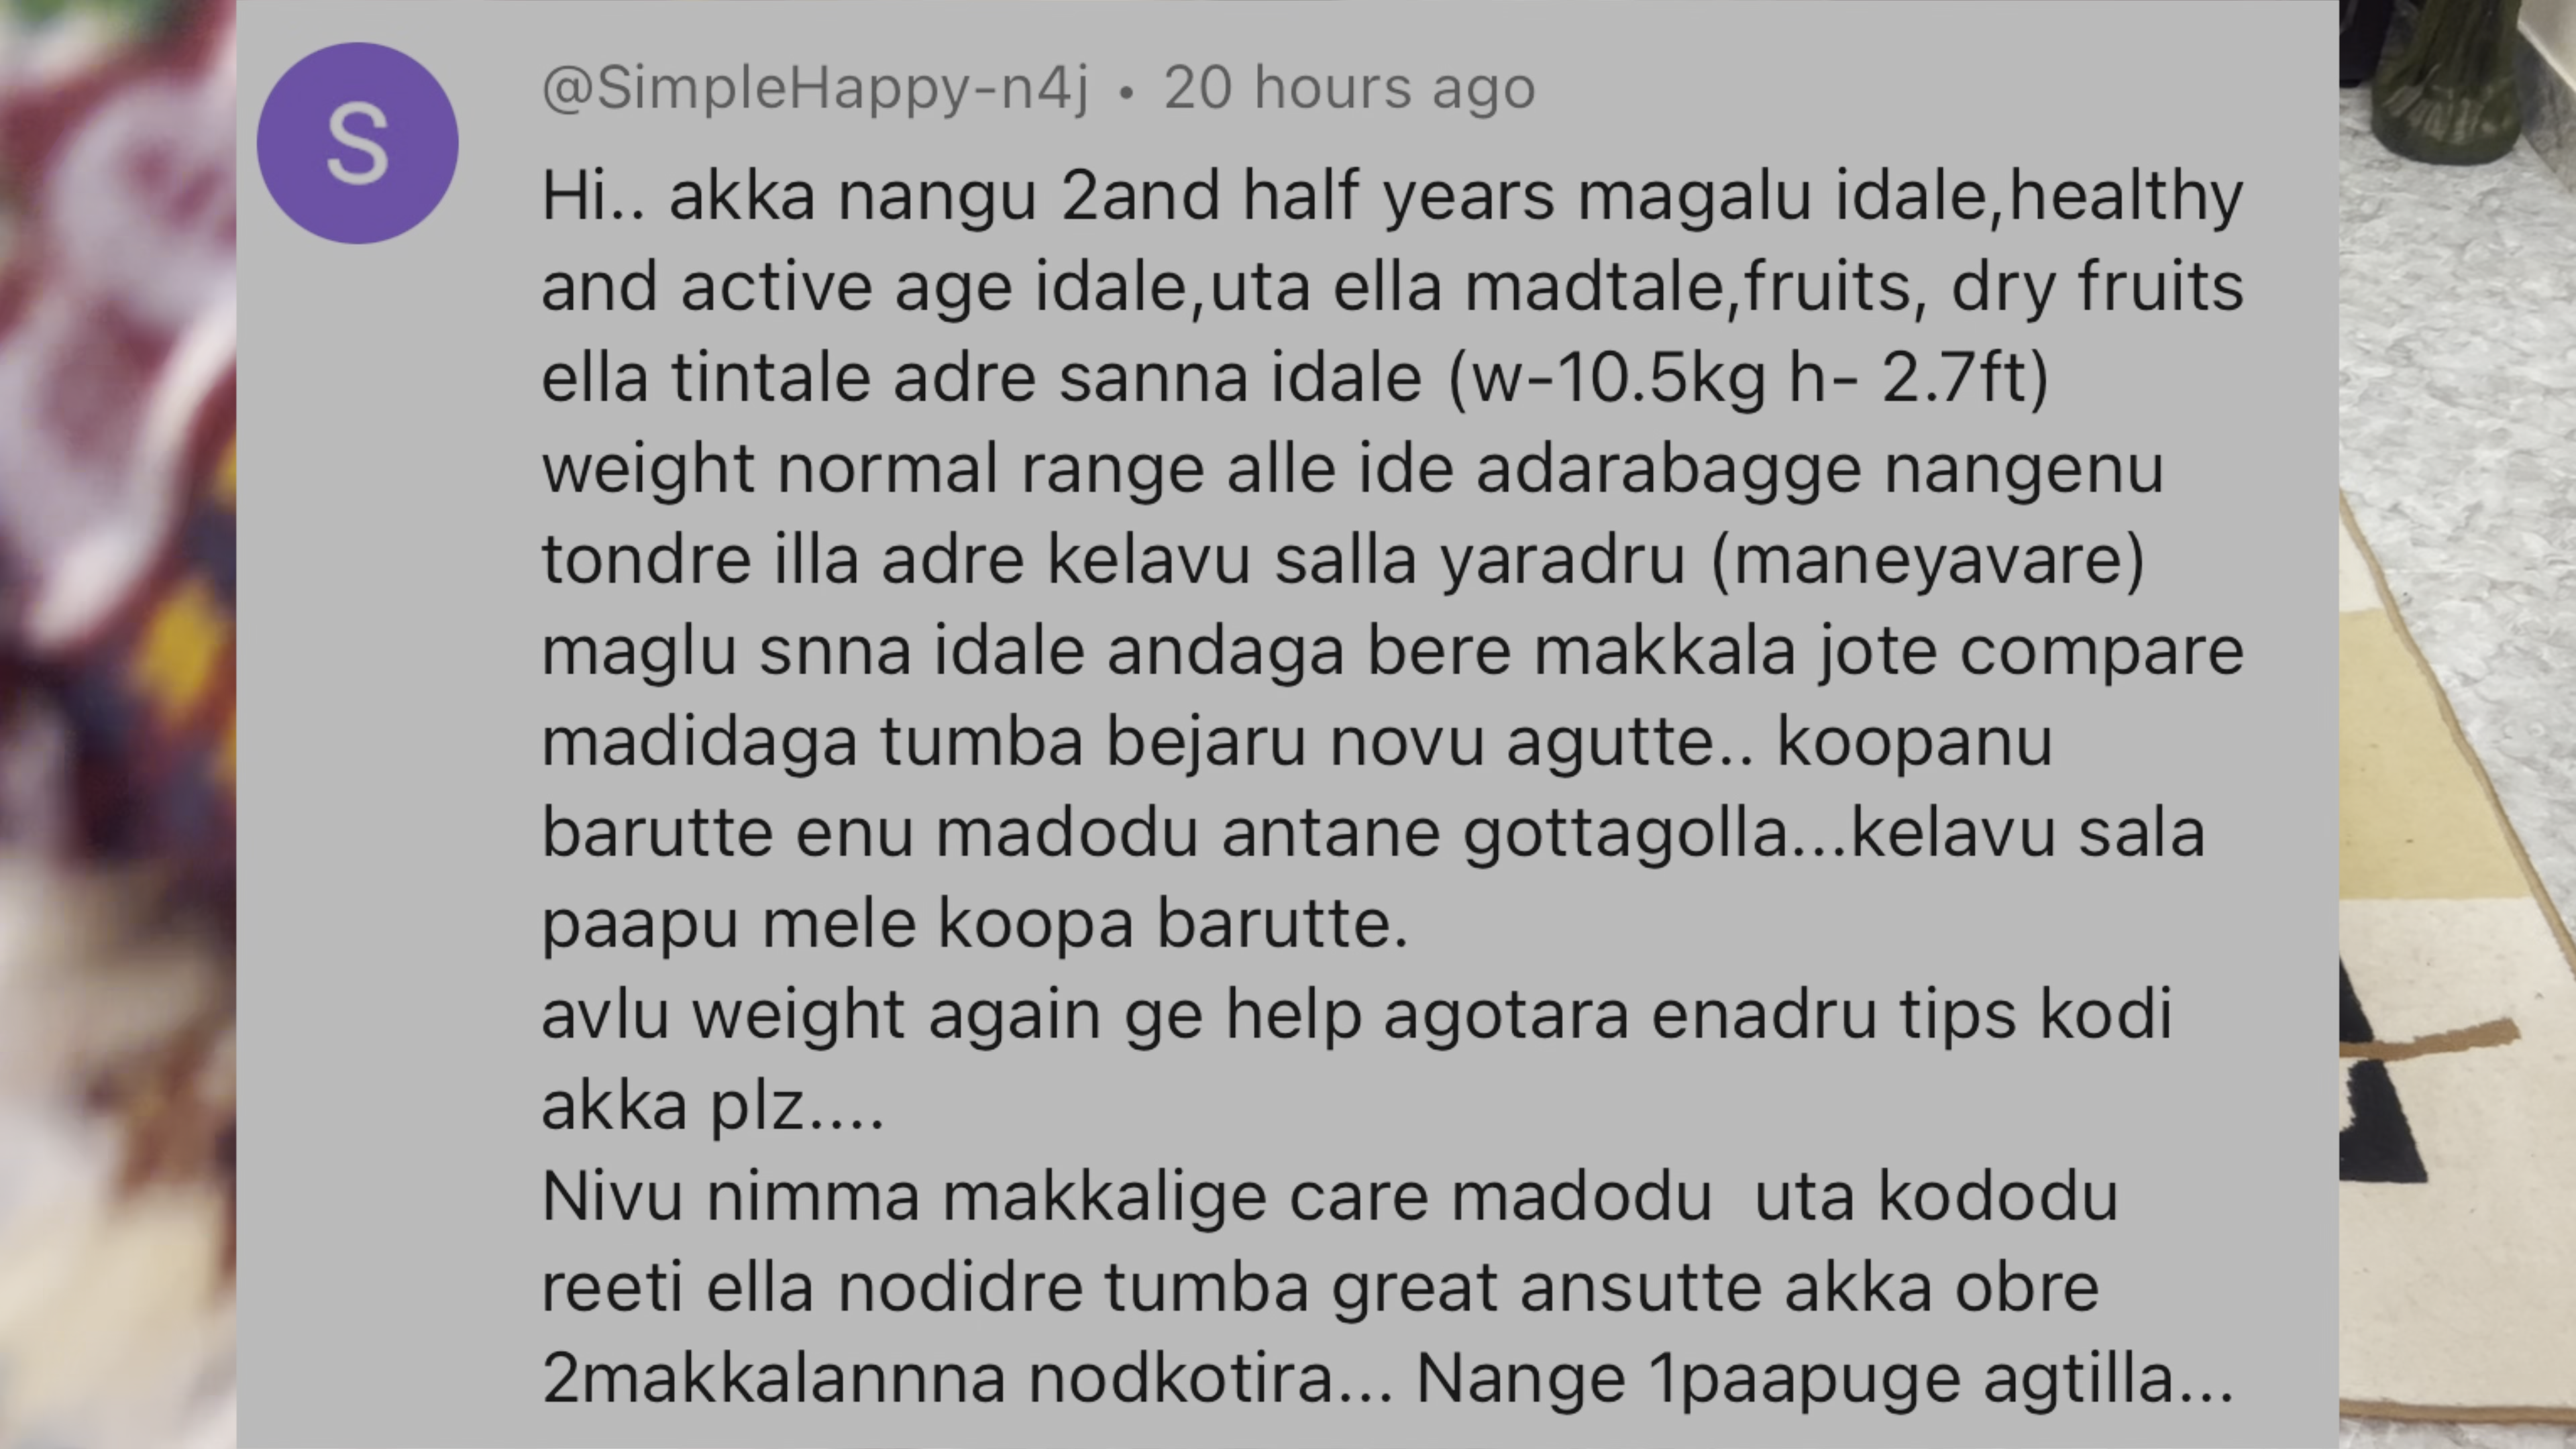 S
@SimpleHappy-n4j • 20 hours ago
Hi.. akka nangu 2and half years magalu idale,healthy
and active age idale,uta ella madtale,fruits, dry fruits
ella tintale adre sanna idale (w-10.5kg h- 2.7ft)
weight normal range alle ide adarabagge nangenu
tondre illa adre kelavu salla yaradru (maneyavare)
maglu snna idale andaga bere makkala jote compare
madidaga tumba bejaru novu agutte.. koopanu
barutte enu madodu antane gottagolla...kelavu sala
paapu mele koopa barutte.
avlu weight again ge help agotara enadru tips kodi
akka plz....
Nivu nimma makkalige care madodu  uta kododu
reeti ella nodidre tumba great ansutte akka obre
2makkalannna nodkotira... Nange 1paapuge agtilla...